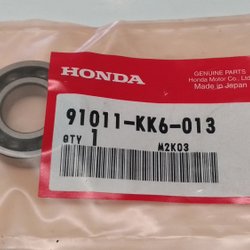 HONDA
GENUINE PARTS
Honda Motor Co., Ltd.
Made in Japan
91011-KK6-013
QTY 1
M2K03